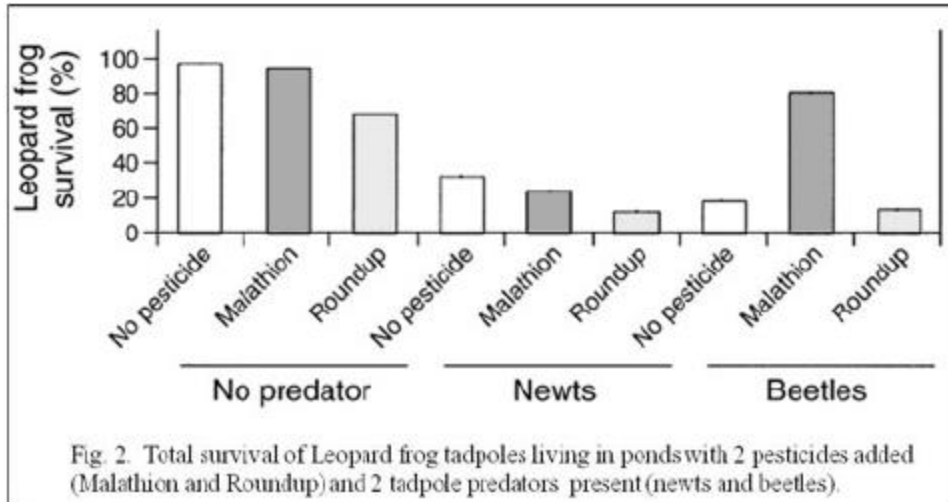 Leopard frog
survival (%)
100
80
60
40
20
0
No pesticide
Malathion
Roundup
No pesticide
Malathion
Roundup
No pesticide
Malathion
Roundup
No predator
Newts
Beetles
Fig. 2. Total survival of Leopard frog tadpoles living in ponds with 2 pesticides added
(Malathion and Roundup) and 2 tadpole predators present (newts and beetles).